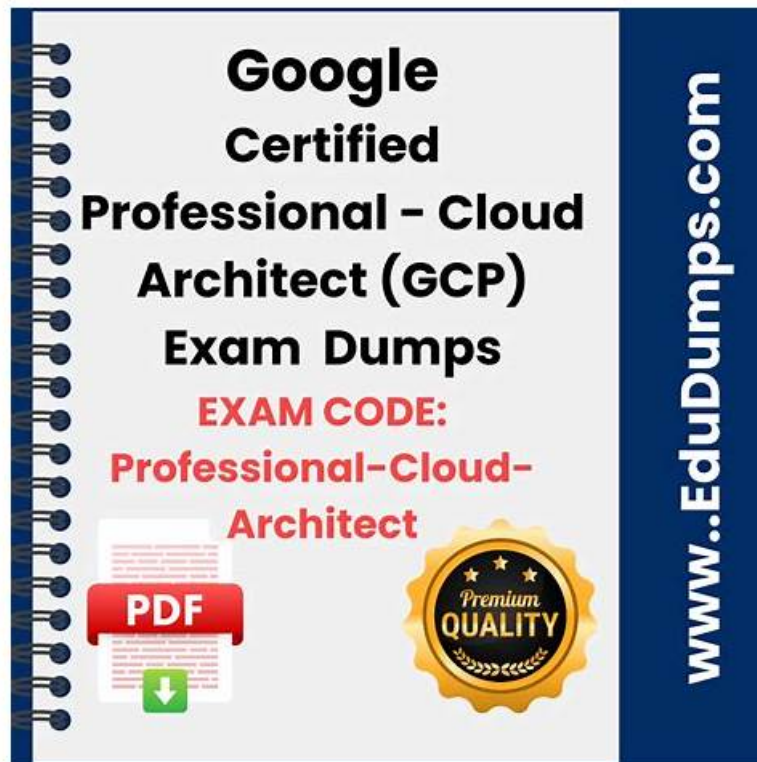 Google
Certified
Professional - Cloud
Architect (GCP)
Exam Dumps
EXAM CODE:
Professional-Cloud-
Architect
PDF
Premium
QUALITY
www..EduDumps.com